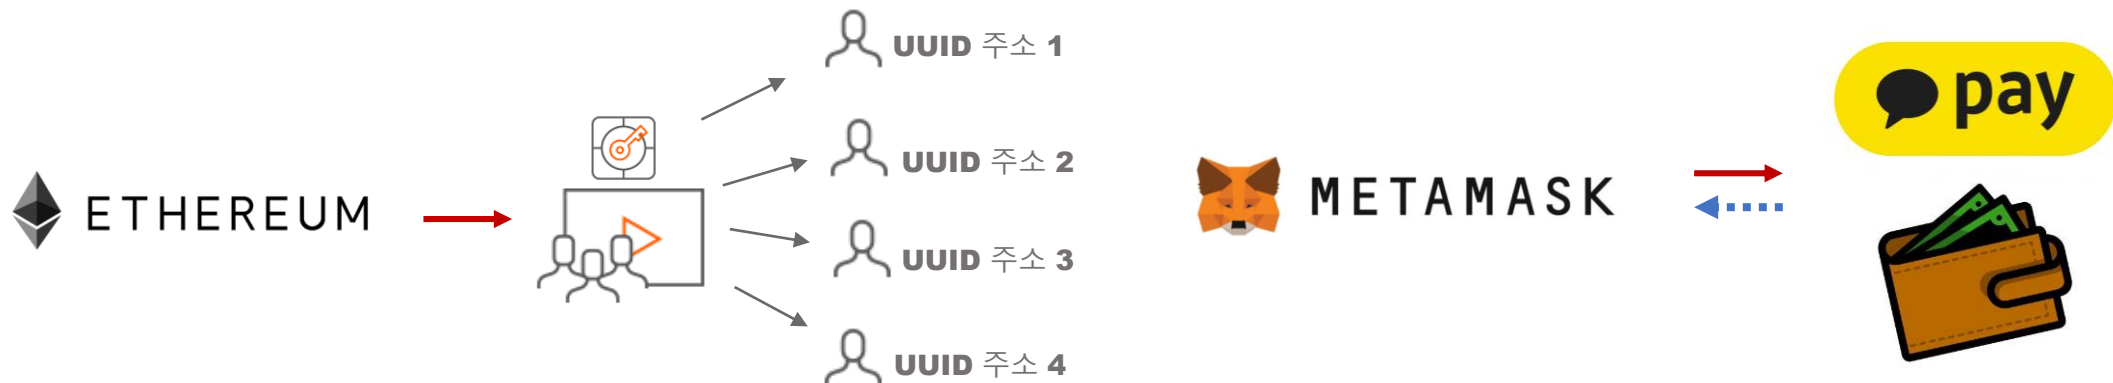 ETHEREUM
UUID 주소 1
UUID 주소 2
UUID 주소 3
UUID 주소 4
METAMASK
pay